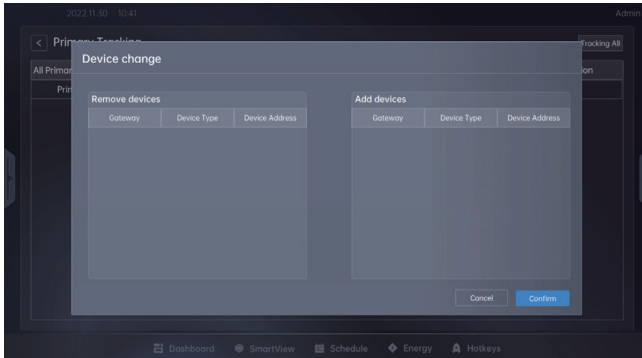 2022.11.30 10:41 Admin
< Primary Tracking Tracking All
Device change
All Primar
Prin
on
Remove devices
Gateway Device Type Device Address
Add devices
Gateway Device Type Device Address
Cancel Confirm
Dashboard SmartView Schedule Energy Hotkeys